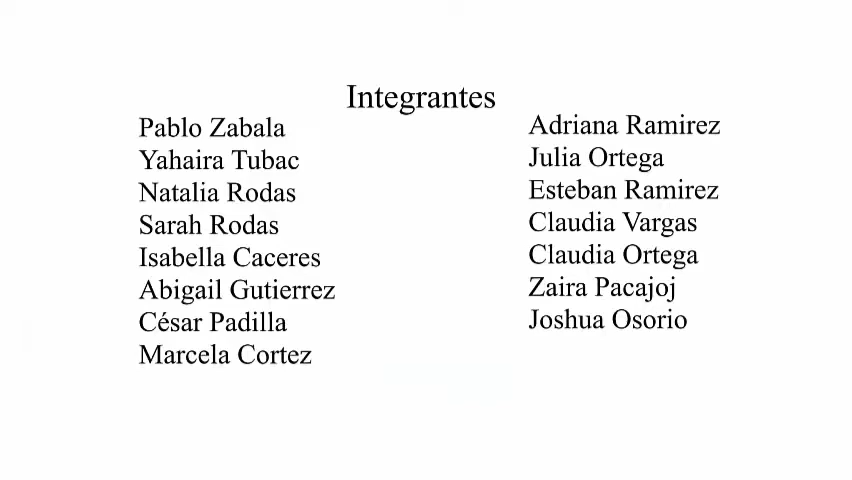 Integrantes
Pablo Zabala
Yahaira Tubac
Natalia Rodas
Sarah Rodas
Isabella Caceres
Abigail Gutierrez
César Padilla
Marcela Cortez
Adriana Ramirez
Julia Ortega
Esteban Ramirez
Claudia Vargas
Claudia Ortega
Zaira Pacajoj
Joshua Osorio